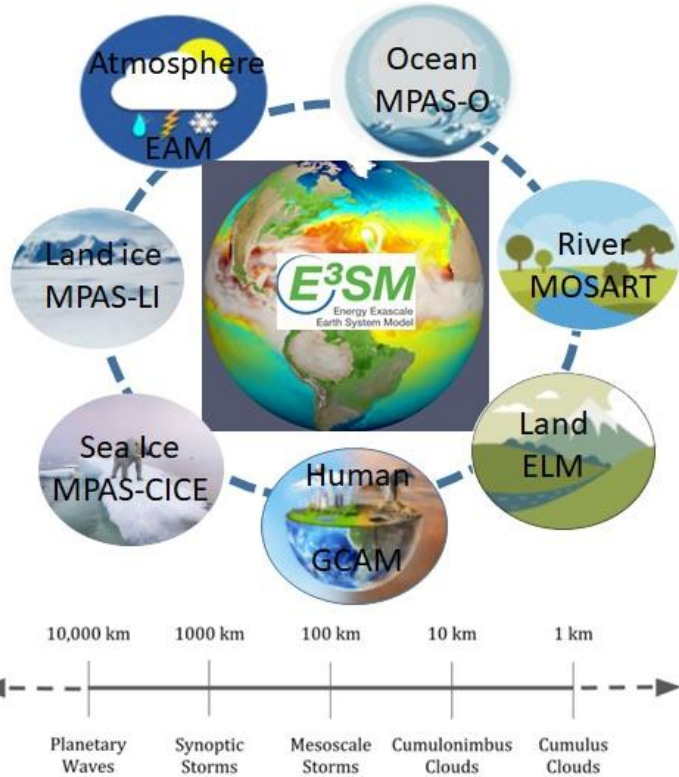 Atmosphere
EAM
Ocean
MPAS-O
Land ice
MPAS-LI
E³SM
Energy Exascale
Earth System Model
River
MOSART
Sea Ice
MPAS-CICE
Human
GCAM
Land
ELM
10,000 km
1000 km
100 km
10 km
1 km
Planetary
Waves
Synoptic
Storms
Mesoscale
Storms
Cumulonimbus
Clouds
Cumulus
Clouds